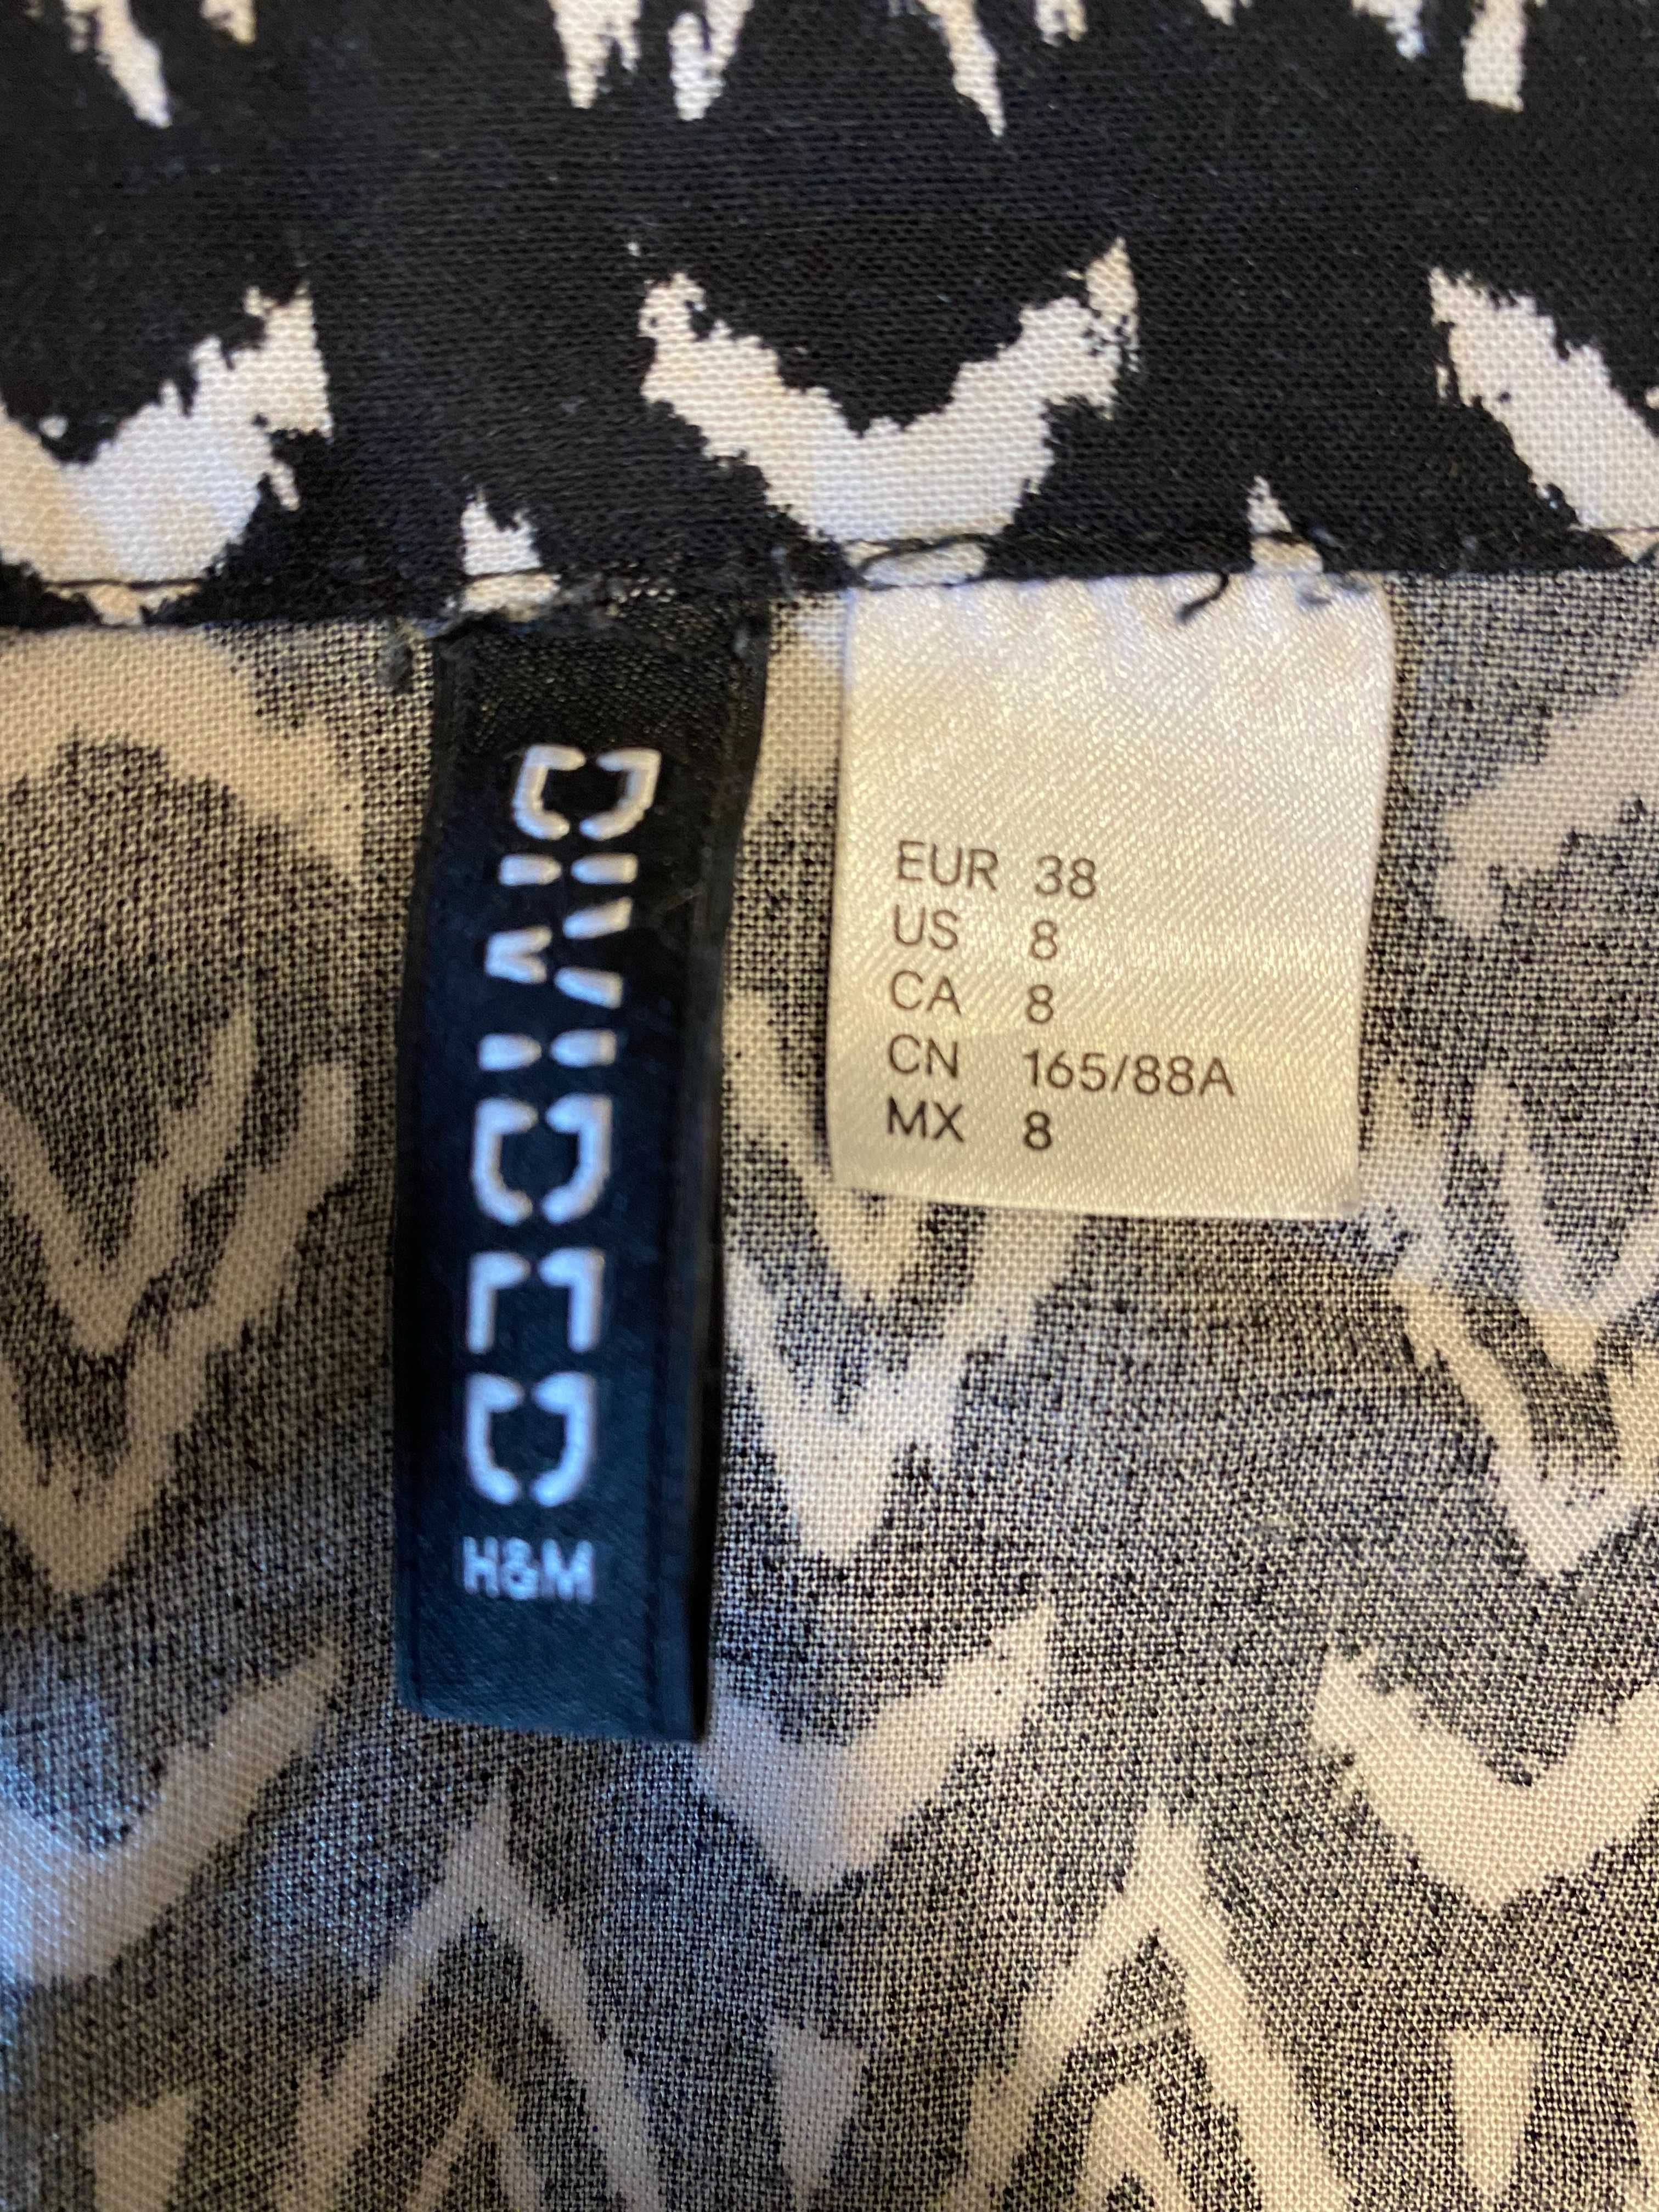 DIVIDED
H&M
EUR 38
US 8
CA 8
CN 165/88A
MX 8